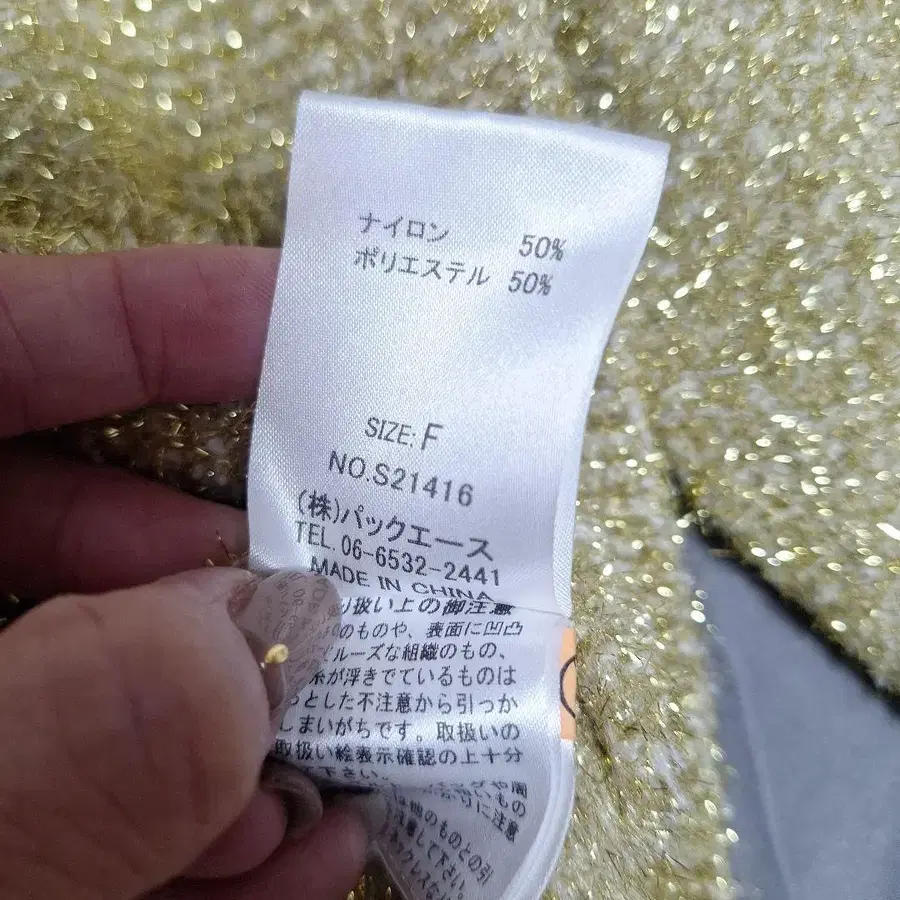 ナイロン 50%
ポリエステル 50%
SIZE: F
NO.S21416
(株)パックエース
TEL. 06-6532-2441
MADE IN CHINA
り扱い上の御注意
のものや、表面に凹凸
ルーズな組織のもの、
糸が浮きでているものは
っとした不注意から引っか
しまいがちです。取扱いの
取扱い絵表示確認の上十分
下さい。